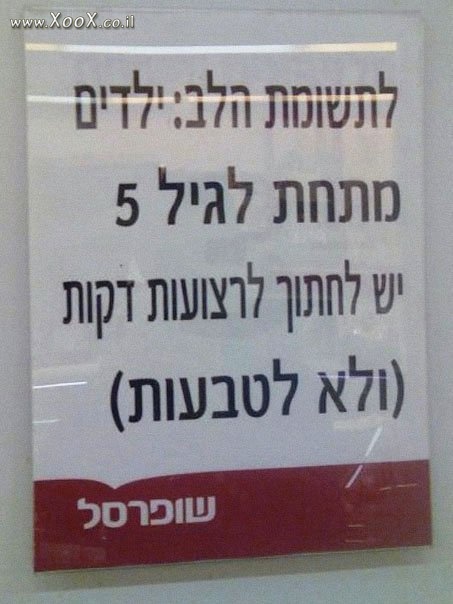 www.XooX.co.il
לתשומת הלב: ילדים
מתחת לגיל 5
יש לחתוך לרצועות דקות
(ולא לטבעות)
שופרסל